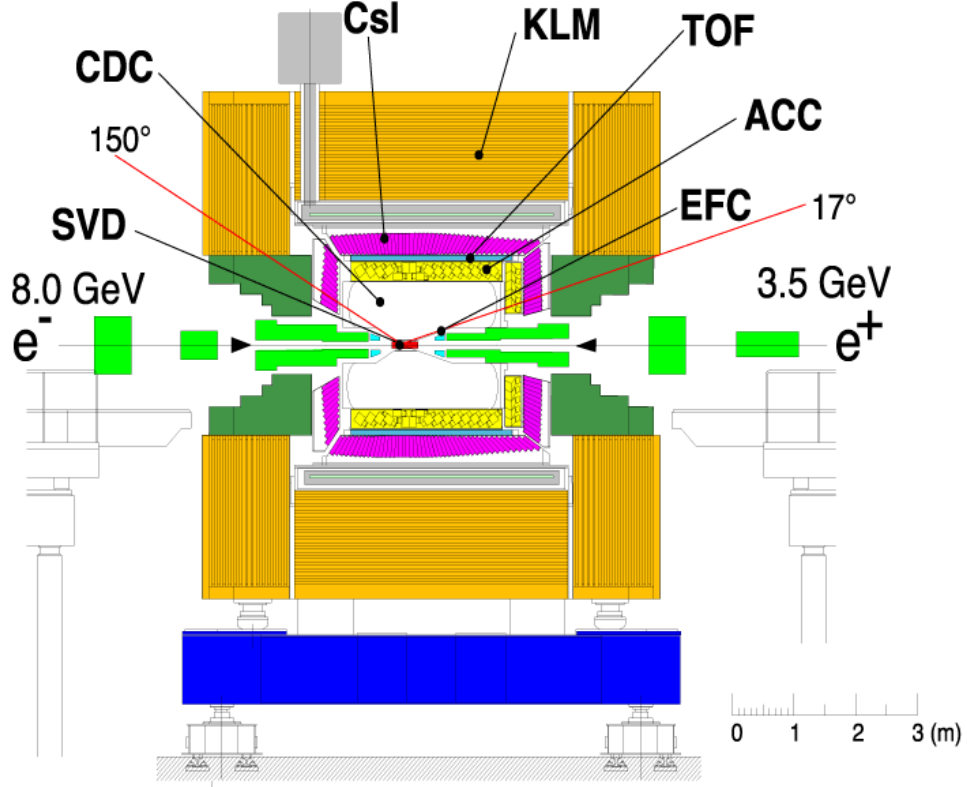 CsI
KLM
TOF
CDC
ACC
150°
EFC
17°
SVD
8.0 GeV
3.5 GeV
e-
e+
0 1 2 3 (m)